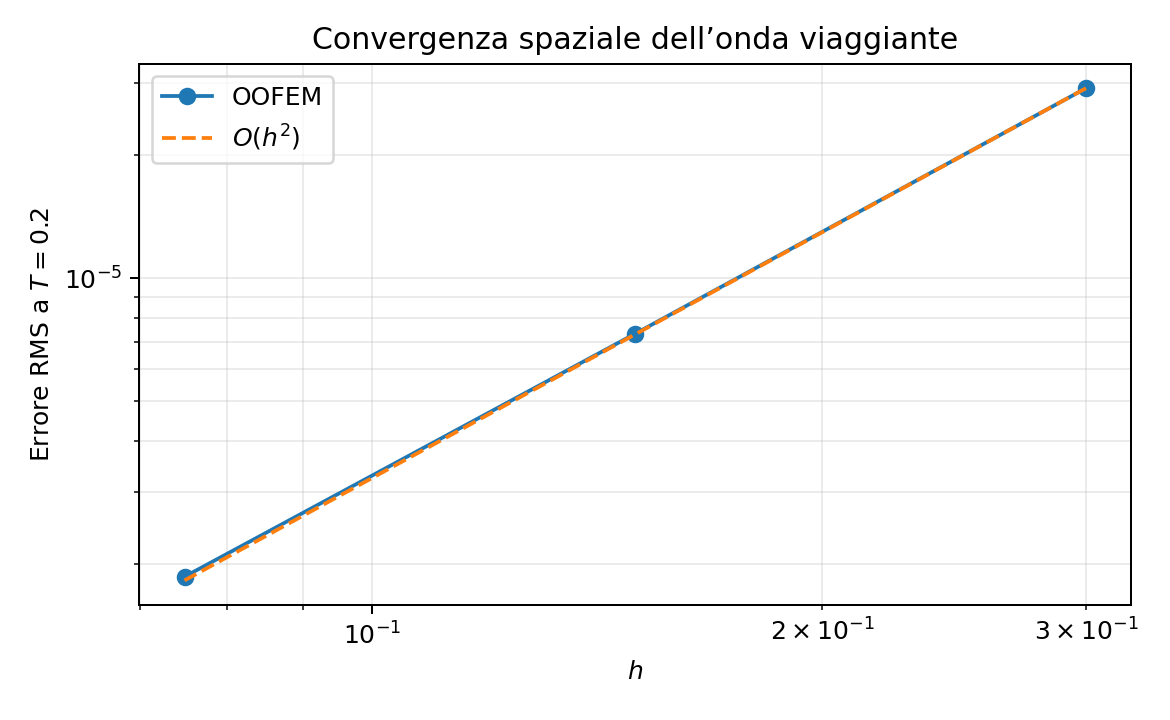 Convergenza spaziale dell’onda viaggiante
OOFEM
O(h²)
Errore RMS a T = 0.2
10⁻⁵
10⁻¹
2 × 10⁻¹
3 × 10⁻¹
h